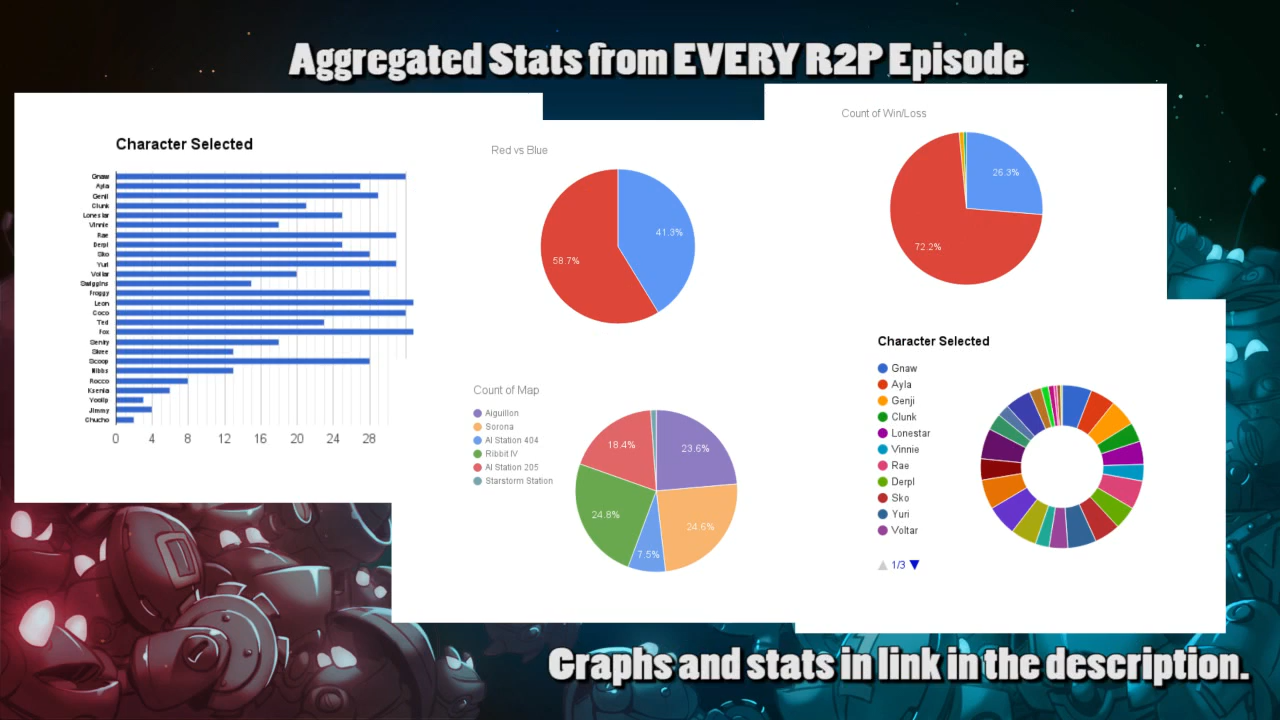 Aggregated Stats from EVERY R2P Episode
Character Selected
Gnaw
Ayla
Genji
Clunk
Lonestar
Vinnie
Rae
Derpl
Sko
Yuri
Voltar
Swiggins
Froggy
Leon
Coco
Ted
Fox
Sentry
Skree
Scoop
Nibbs
Rocco
Ksenia
Yoolip
Jimmy
Chucho
0 4 8 12 16 20 24 28
Red vs Blue
41.3%
58.7%
Count of Win/Loss
26.3%
72.2%
Count of Map
Aiguillon
Sorona
AI Station 404
Ribbit IV
AI Station 205
Starstorm Station
18.4%
23.6%
24.8%
24.6%
7.5%
Character Selected
Gnaw
Ayla
Genji
Clunk
Lonestar
Vinnie
Rae
Derpl
Sko
Yuri
Voltar
1/3
Graphs and stats in link in the description.